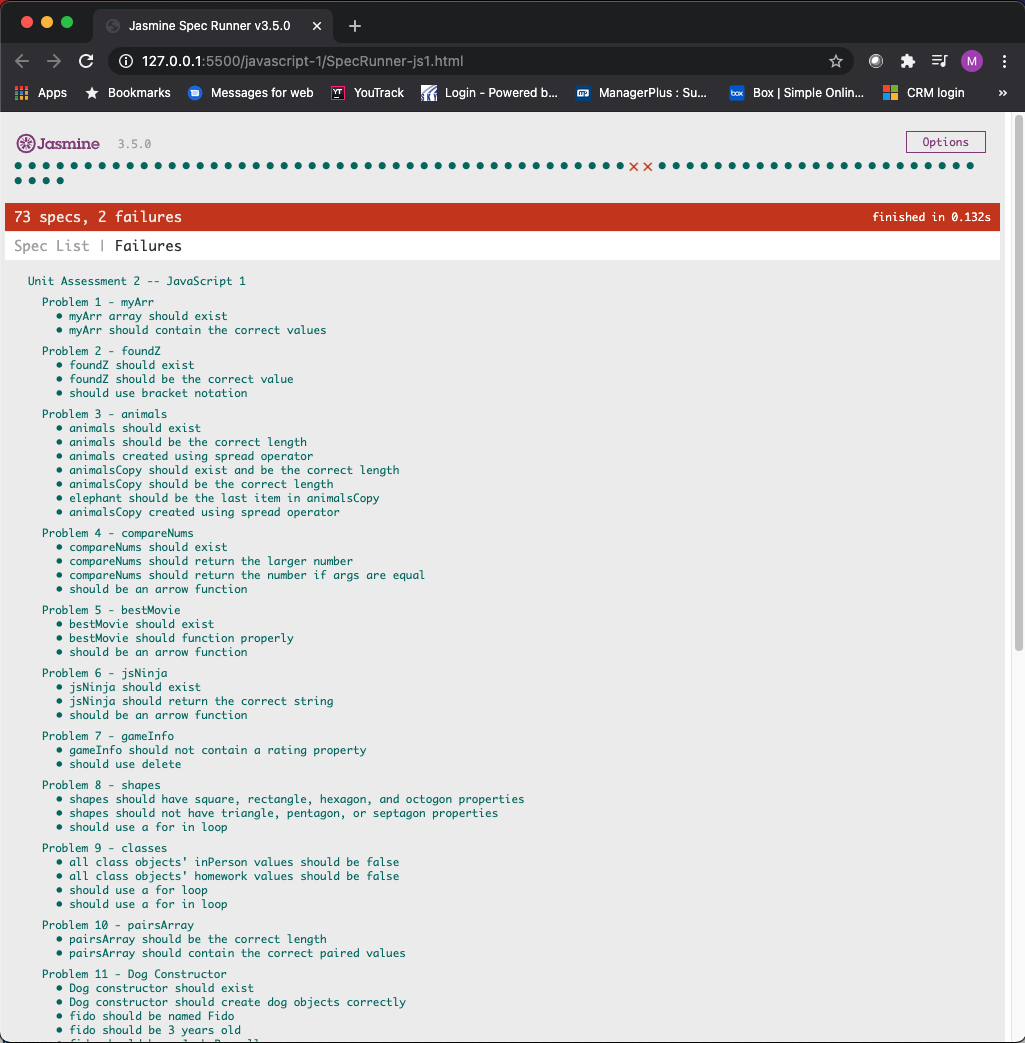 Jasmine Spec Runner v3.5.0
127.0.0.1:5500/javascript-1/SpecRunner-js1.html
M
Apps Bookmarks Messages for web YT YouTrack Login - Powered b... mp ManagerPlus : Su... box Box | Simple Onlin... CRM login »
Jasmine 3.5.0 Options
73 specs, 2 failures finished in 0.132s
Spec List | Failures
Unit Assessment 2 -- JavaScript 1
Problem 1 - myArr
• myArr array should exist
• myArr should contain the correct values
Problem 2 - foundZ
• foundZ should exist
• foundZ should be the correct value
• should use bracket notation
Problem 3 - animals
• animals should exist
• animals should be the correct length
• animals created using spread operator
• animalsCopy should exist and be the correct length
• animalsCopy should be the correct length
• elephant should be the last item in animalsCopy
• animalsCopy created using spread operator
Problem 4 - compareNums
• compareNums should exist
• compareNums should return the larger number
• compareNums should return the number if args are equal
• should be an arrow function
Problem 5 - bestMovie
• bestMovie should exist
• bestMovie should function properly
• should be an arrow function
Problem 6 - jsNinja
• jsNinja should exist
• jsNinja should return the correct string
• should be an arrow function
Problem 7 - gameInfo
• gameInfo should not contain a rating property
• should use delete
Problem 8 - shapes
• shapes should have square, rectangle, hexagon, and octogon properties
• shapes should not have triangle, pentagon, or septagon properties
• should use a for in loop
Problem 9 - classes
• all class objects' inPerson values should be false
• all class objects' homework values should be false
• should use a for loop
• should use a for in loop
Problem 10 - pairsArray
• pairsArray should be the correct length
• pairsArray should contain the correct paired values
Problem 11 - Dog Constructor
• Dog constructor should exist
• Dog constructor should create dog objects correctly
• fido should be named Fido
• fido should be 3 years old